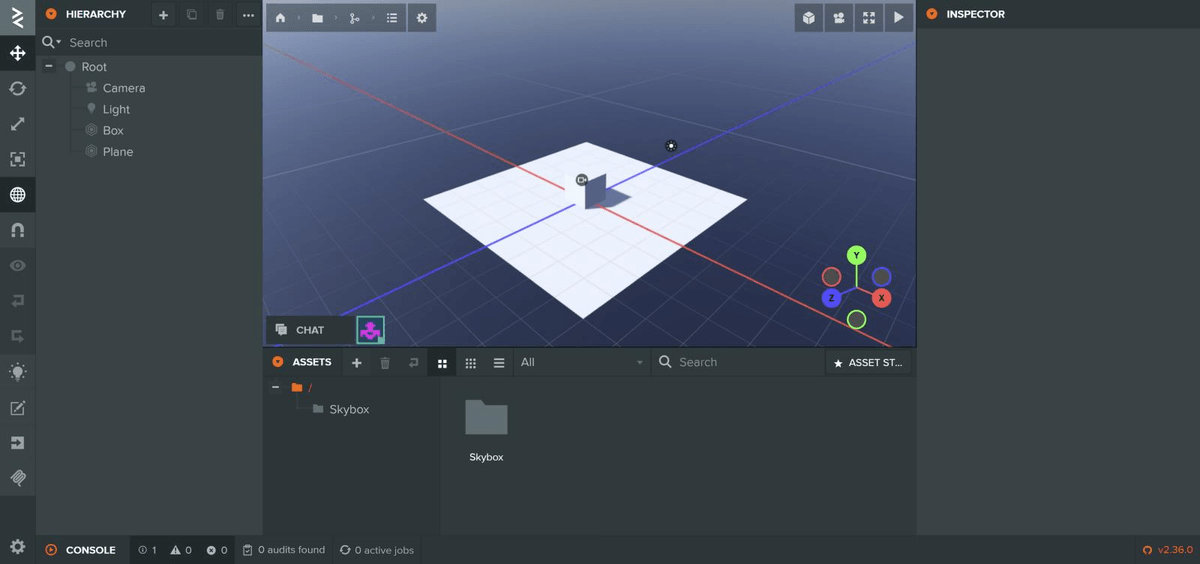 HIERARCHY
Search
Root
Camera
Light
Box
Plane
Y
Z
X
CHAT
ASSETS
All
Search
ASSET ST...
/
Skybox
Skybox
INSPECTOR
CONSOLE
1
0
0
0 audits found
0 active jobs
v2.36.0